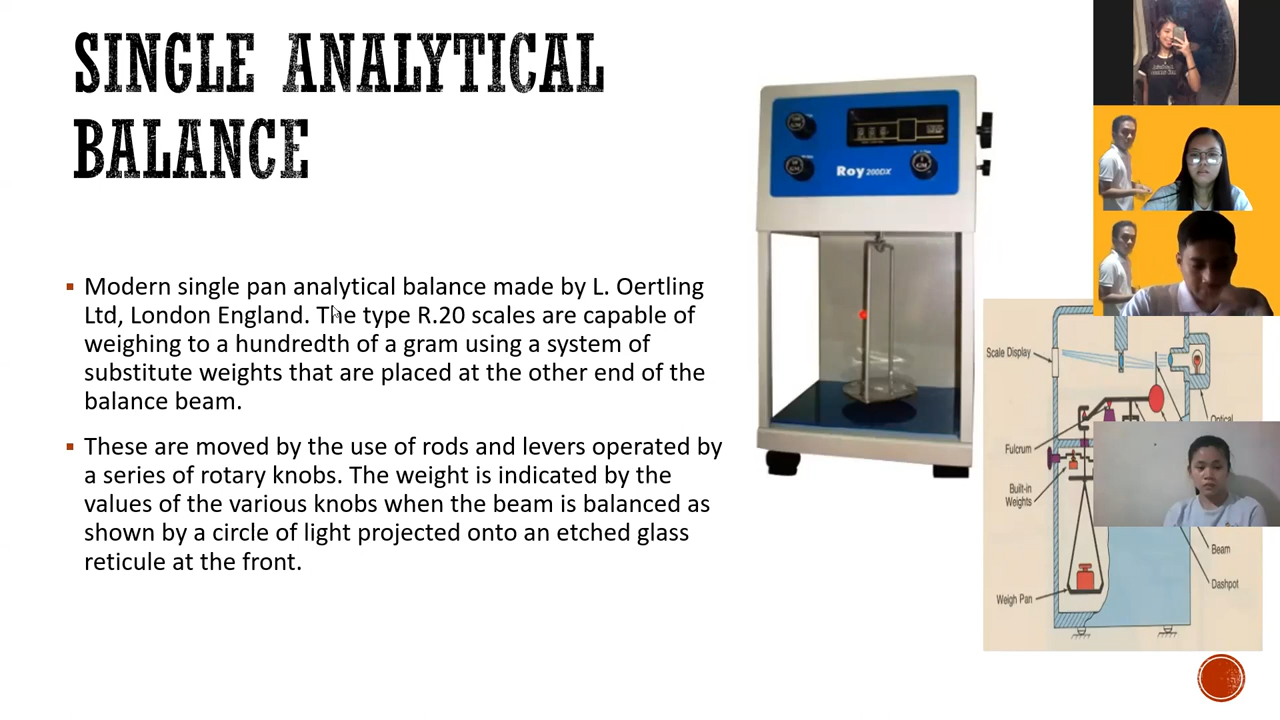 SINGLE ANALYTICAL
BALANCE
Modern single pan analytical balance made by L. Oertling
Ltd, London England. The type R.20 scales are capable of
weighing to a hundredth of a gram using a system of
substitute weights that are placed at the other end of the
balance beam.
These are moved by the use of rods and levers operated by
a series of rotary knobs. The weight is indicated by the
values of the various knobs when the beam is balanced as
shown by a circle of light projected onto an etched glass
reticule at the front.
Roy 200DX
Scale Display
Optical
Fulcrum
Built-in
Weights
Beam
Dashpot
Weigh Pan